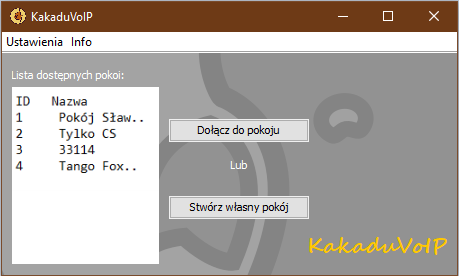 KakaduVoIP
Ustawienia Info
Lista dostępnych pokoi:
ID Nazwa
1 Pokój Sław..
2 Tylko CS
3 33114
4 Tango Fox..
Dołącz do pokoju
Lub
Stwórz własny pokój
KakaduVoIP